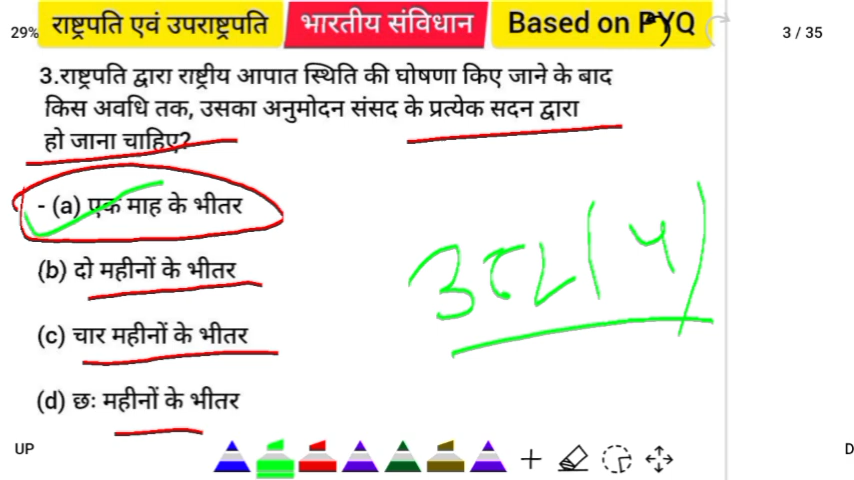 29%
राष्ट्रपति एवं उपराष्ट्रपति भारतीय संविधान Based on PYQ
3 / 35
3.राष्ट्रपति द्वारा राष्ट्रीय आपात स्थिति की घोषणा किए जाने के बाद
किस अवधि तक, उसका अनुमोदन संसद के प्रत्येक सदन द्वारा
हो जाना चाहिए?
- (a) एक माह के भीतर
(b) दो महीनों के भीतर
(c) चार महीनों के भीतर
(d) छः महीनों के भीतर
352(4)
UP
D